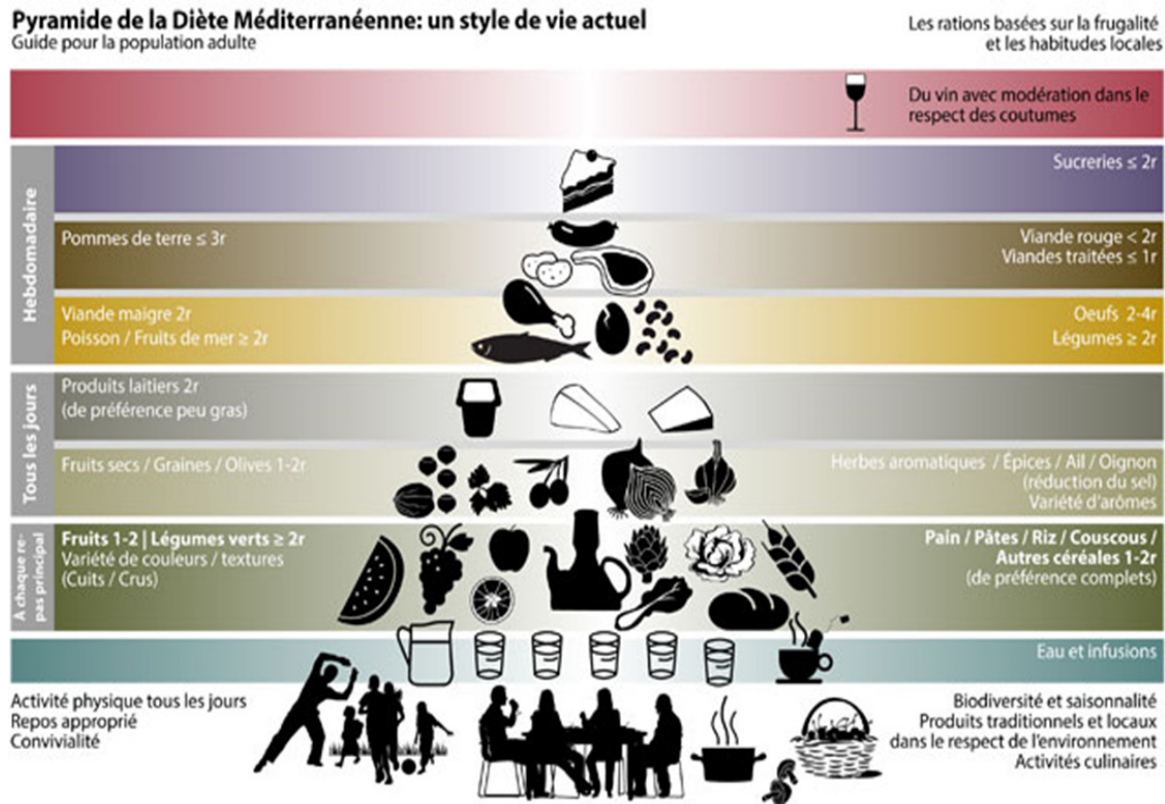 Pyramide de la Diète Méditerranéenne: un style de vie actuel
Guide pour la population adulte
Les rations basées sur la frugalité
et les habitudes locales
Du vin avec modération dans le
respect des coutumes
Hebdomadaire
Sucreries ≤ 2r
Pommes de terre ≤ 3r
Viande rouge < 2r
Viandes traitées ≤ 1r
Viande maigre 2r
Poisson / Fruits de mer ≥ 2r
Oeufs 2-4r
Légumes ≥ 2r
Tous les jours
Produits laitiers 2r
(de préférence peu gras)
Fruits secs / Graines / Olives 1-2r
Herbes aromatiques / Épices / Ail / Oignon
(réduction du sel)
Variété d'arômes
À chaque re-
pas principal
Fruits 1-2 | Légumes verts ≥ 2r
Variété de couleurs / textures
(Cuits / Crus)
Pain / Pâtes / Riz / Couscous /
Autres céréales 1-2r
(de préférence complets)
Eau et infusions
Activité physique tous les jours
Repos approprié
Convivialité
Biodiversité et saisonnalité
Produits traditionnels et locaux
dans le respect de l'environnement
Activités culinaires